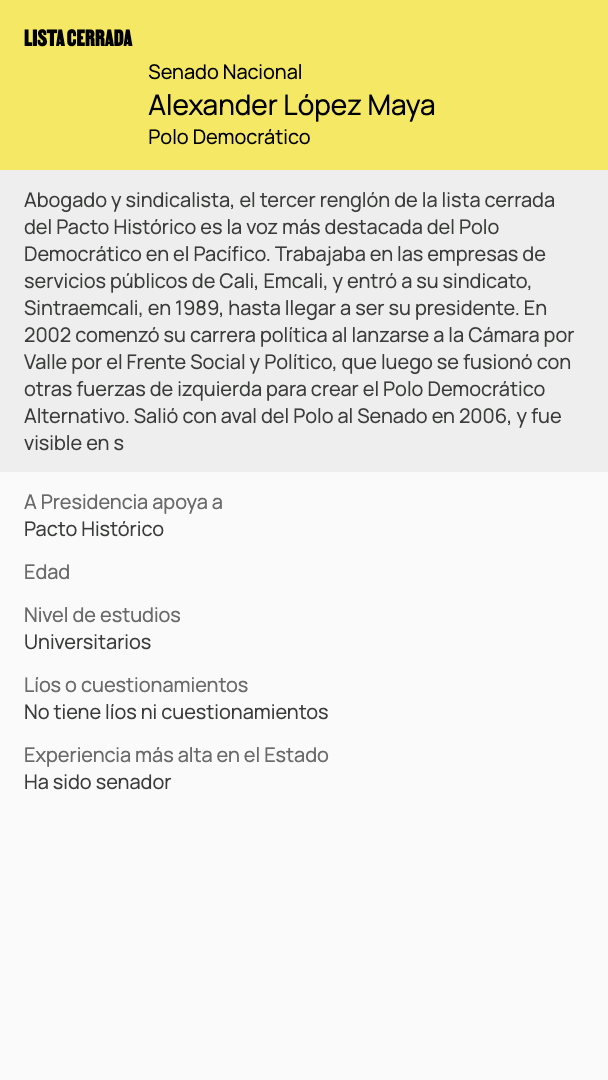 LISTA CERRADA
Senado Nacional
Alexander López Maya
Polo Democrático
Abogado y sindicalista, el tercer renglón de la lista cerrada
del Pacto Histórico es la voz más destacada del Polo
Democrático en el Pacífico. Trabajaba en las empresas de
servicios públicos de Cali, Emcali, y entró a su sindicato,
Sintraemcali, en 1989, hasta llegar a ser su presidente. En
2002 comenzó su carrera política al lanzarse a la Cámara por
Valle por el Frente Social y Político, que luego se fusionó con
otras fuerzas de izquierda para crear el Polo Democrático
Alternativo. Salió con aval del Polo al Senado en 2006, y fue
visible en s
A Presidencia apoya a
Pacto Histórico
Edad
Nivel de estudios
Universitarios
Líos o cuestionamientos
No tiene líos ni cuestionamientos
Experiencia más alta en el Estado
Ha sido senador